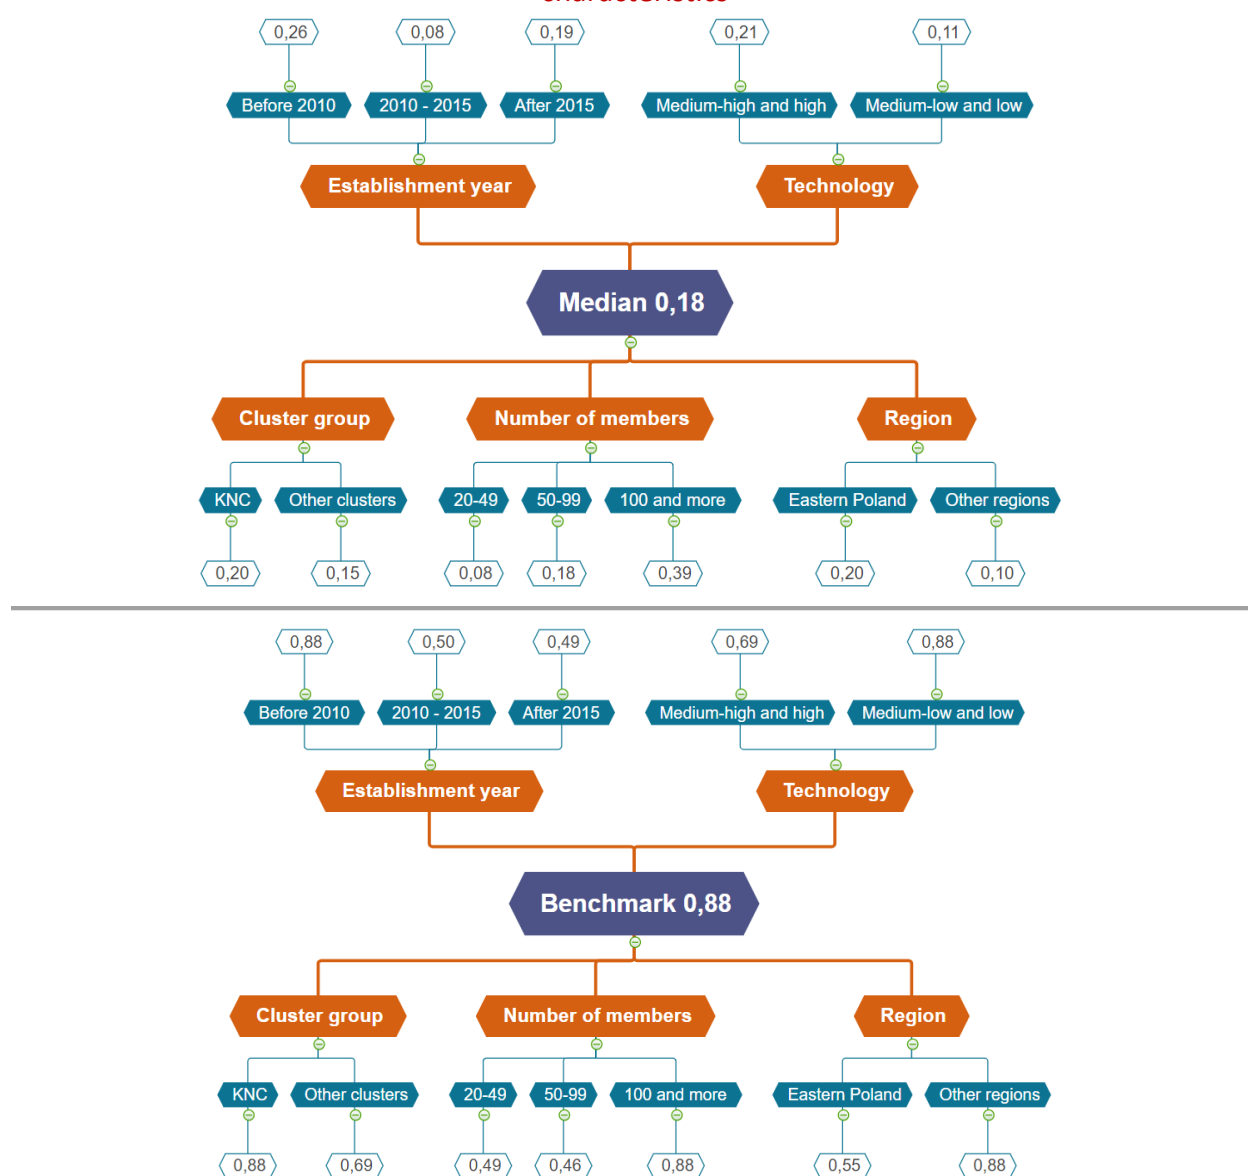 characteristics
0,26 0,08 0,19 0,21 0,11
Before 2010 2010 - 2015 After 2015 Medium-high and high Medium-low and low
Establishment year Technology
Median 0,18
Cluster group Number of members Region
KNC Other clusters 20-49 50-99 100 and more Eastern Poland Other regions
0,20 0,15 0,08 0,18 0,39 0,20 0,10
0,88 0,50 0,49 0,69 0,88
Before 2010 2010 - 2015 After 2015 Medium-high and high Medium-low and low
Establishment year Technology
Benchmark 0,88
Cluster group Number of members Region
KNC Other clusters 20-49 50-99 100 and more Eastern Poland Other regions
0,88 0,69 0,49 0,46 0,88 0,55 0,88